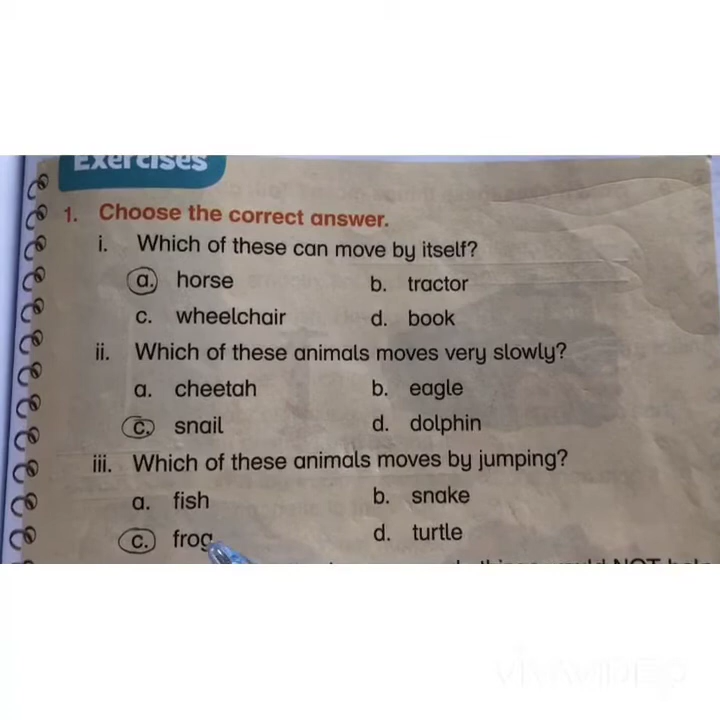 Exercises
1. Choose the correct answer.
i. Which of these can move by itself?
a. horse b. tractor
c. wheelchair d. book
ii. Which of these animals moves very slowly?
a. cheetah b. eagle
c. snail d. dolphin
iii. Which of these animals moves by jumping?
a. fish b. snake
c. frog d. turtle
VIVAVIDEO